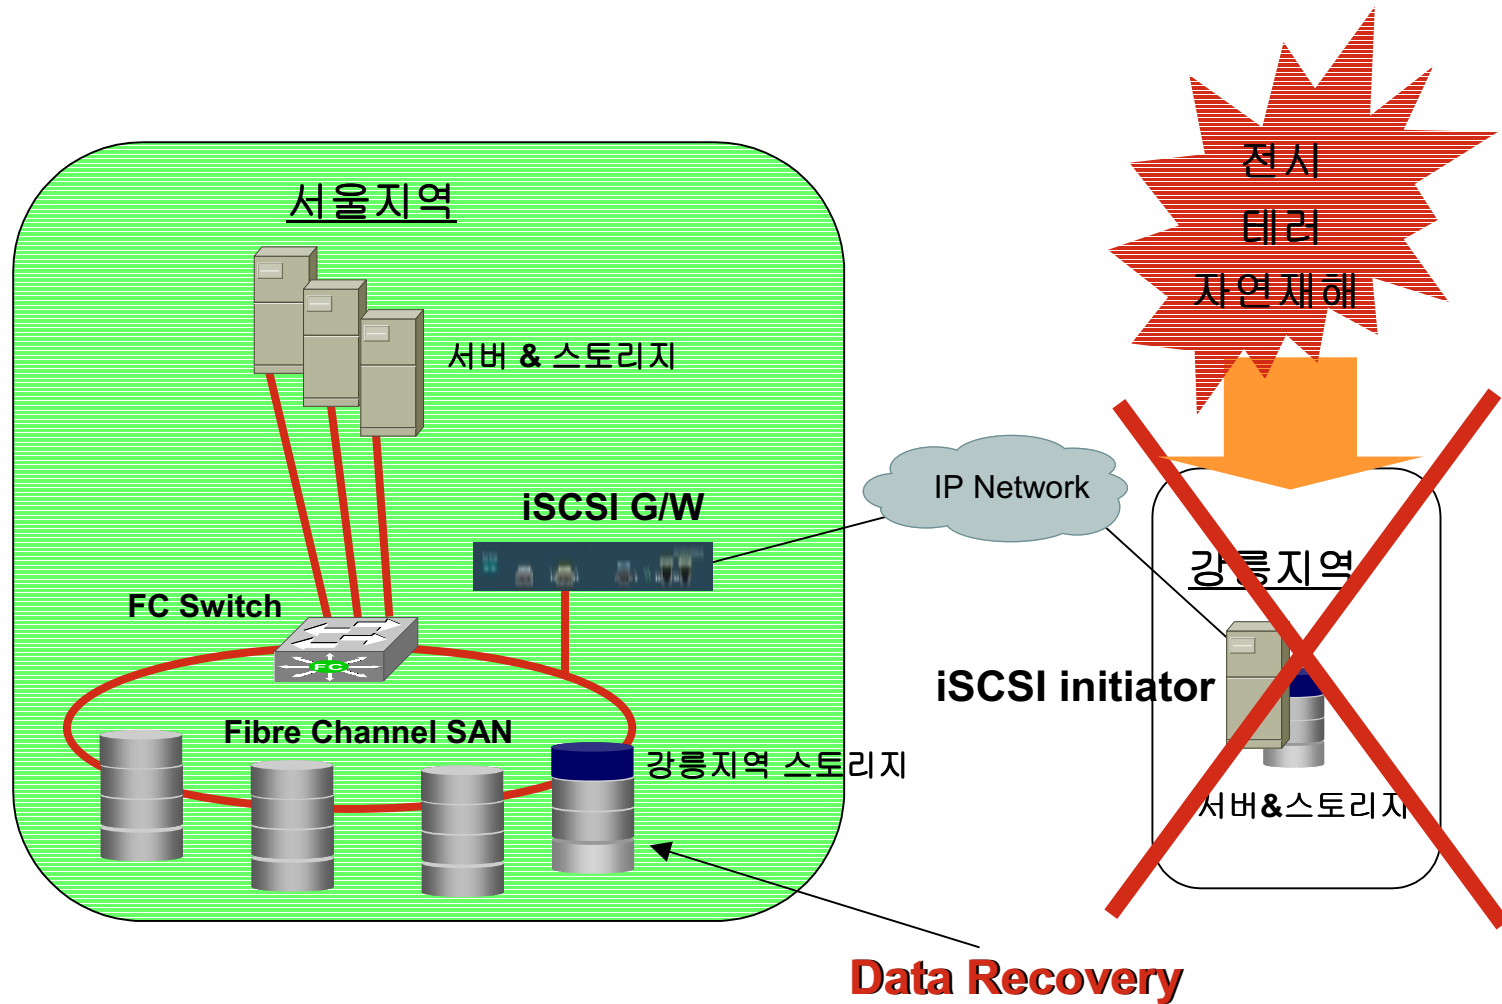 전시
테러
자연재해
서울지역
서버 & 스토리지
IP Network
iSCSI G/W
강릉지역
FC Switch
FC
iSCSI initiator
Fibre Channel SAN
강릉지역 스토리지
서버&스토리지
Data Recovery